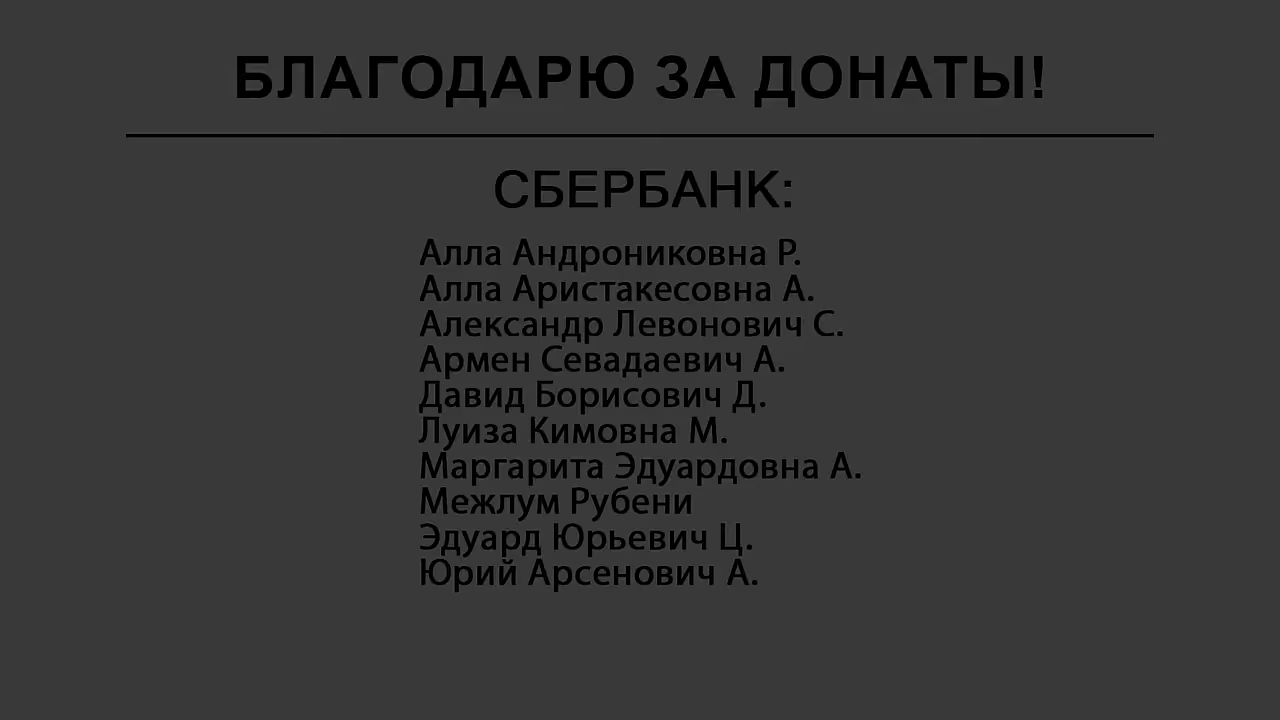 БЛАГОДАРЮ ЗА ДОНАТЫ!
СБЕРБАНК:
Алла Андрониковна Р.
Алла Аристакесовна А.
Александр Левонович С.
Армен Севадаевич А.
Давид Борисович Д.
Луиза Кимовна М.
Маргарита Эдуардовна А.
Межлум Рубени
Эдуард Юрьевич Ц.
Юрий Арсенович А.